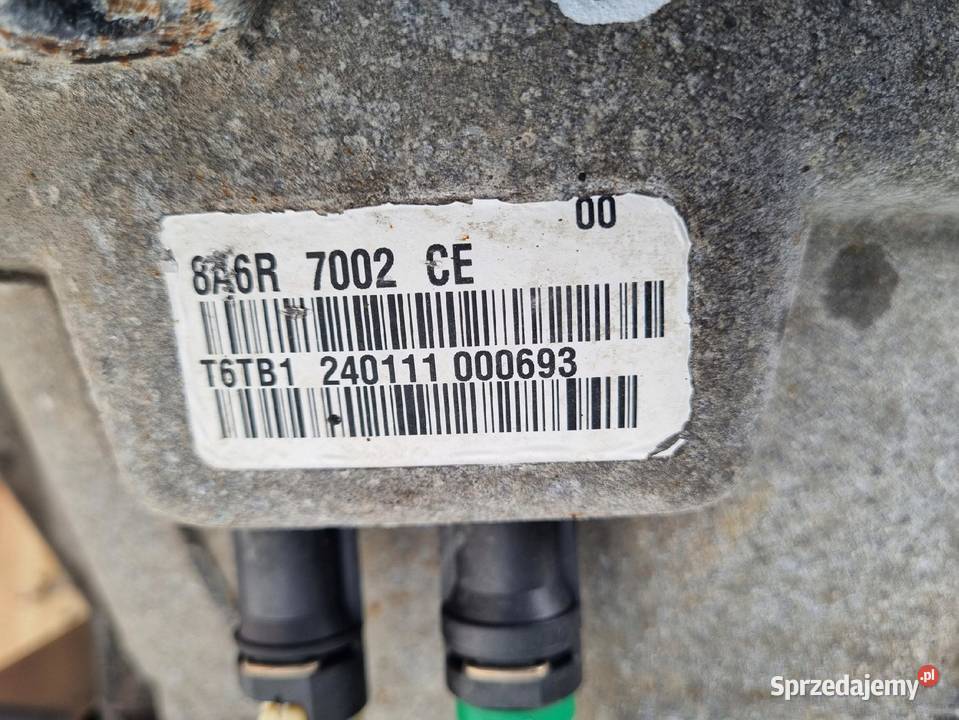 00
8A6R 7002 CE
T6TB1 240111 000693
Sprzedajemy.pl